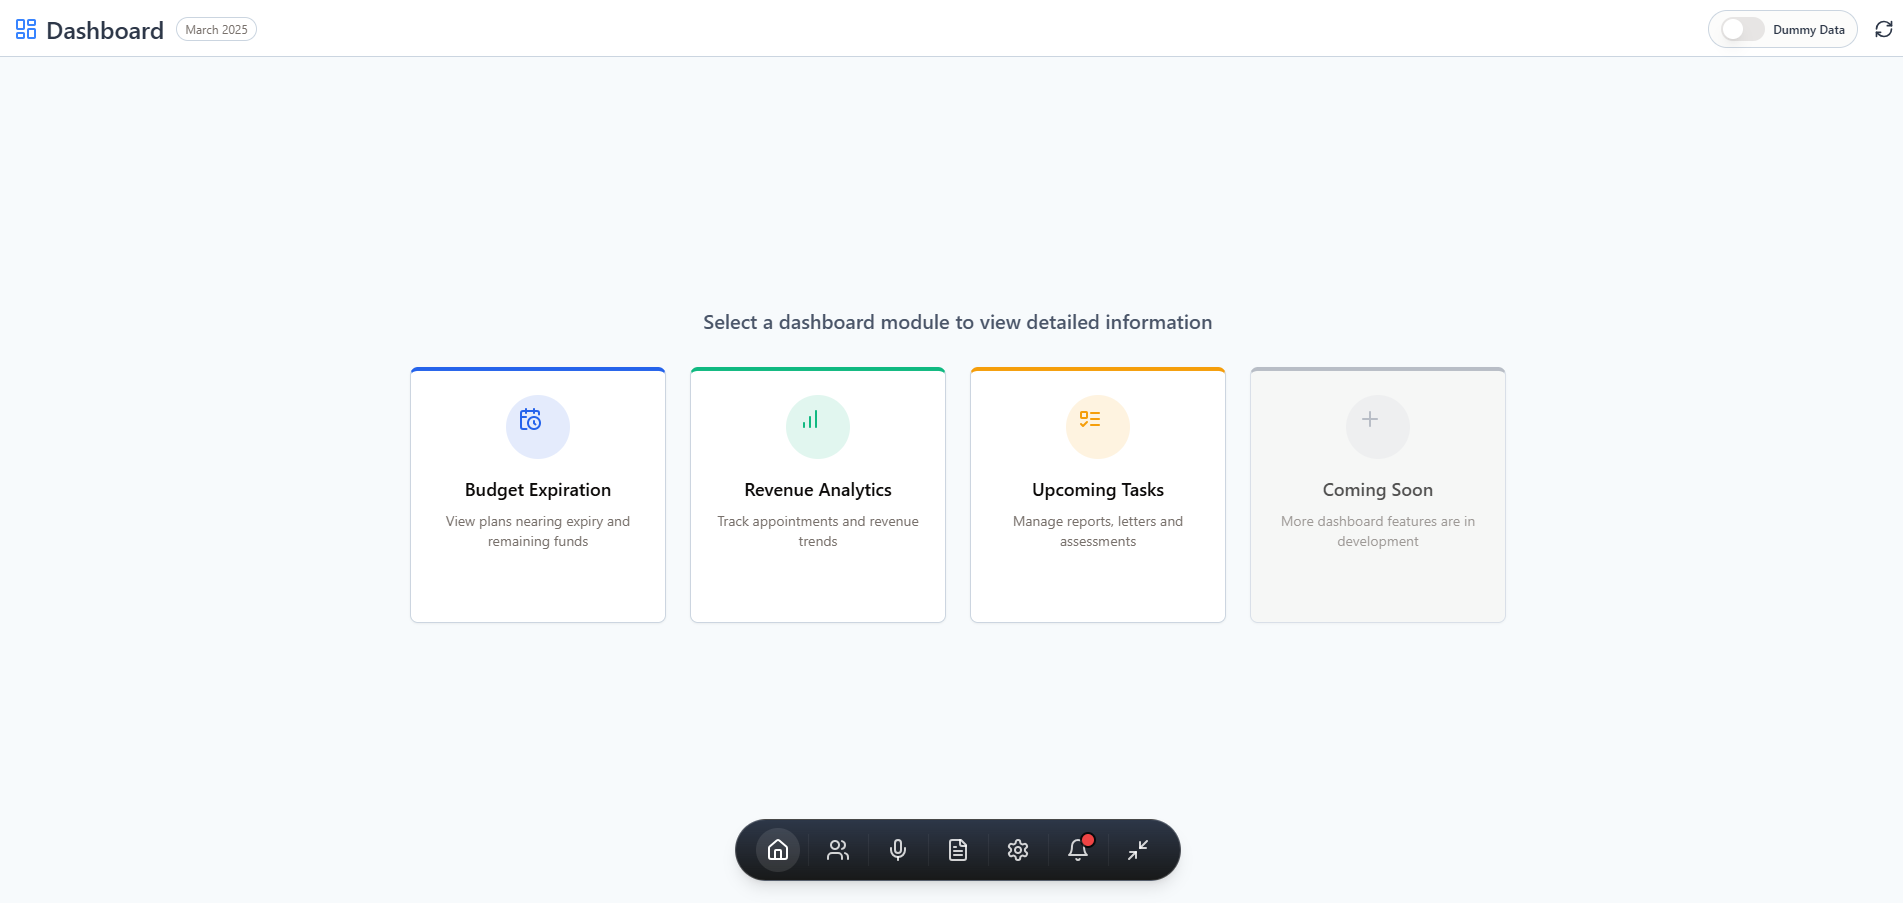 Dashboard
March 2025
Dummy Data
Select a dashboard module to view detailed information
Budget Expiration
View plans nearing expiry and
remaining funds
Revenue Analytics
Track appointments and revenue
trends
Upcoming Tasks
Manage reports, letters and
assessments
Coming Soon
More dashboard features are in
development